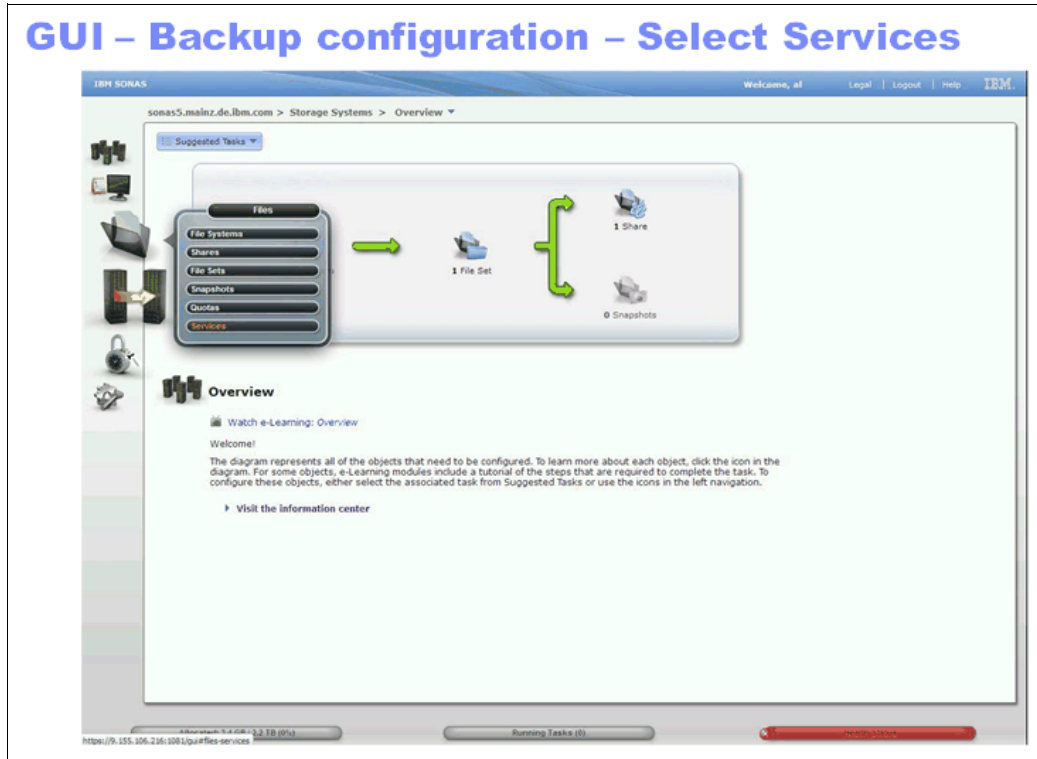 GUI – Backup configuration – Select Services
IBM SONAS
Welcome, al
Legal | Logout | Help
IBM.
sonas5.mainz.de.ibm.com > Storage Systems > Overview
Suggested Tasks
Files
File Systems
Shares
File Sets
Snapshots
Quotas
Services
1 File Set
1 Share
0 Snapshots
Overview
Watch e-Learning: Overview
Welcome!
The diagram represents all of the objects that need to be configured. To learn more about each object, click the icon in the
diagram. For some objects, e-Learning modules include a tutorial of the steps that are required to complete the task. To
configure these objects, either select the associated task from Suggested Tasks or use the icons in the left navigation.
Visit the information center
2.2 TB (0%)
Running Tasks (0)
https://9.155.106.216:1081/gui#files-services